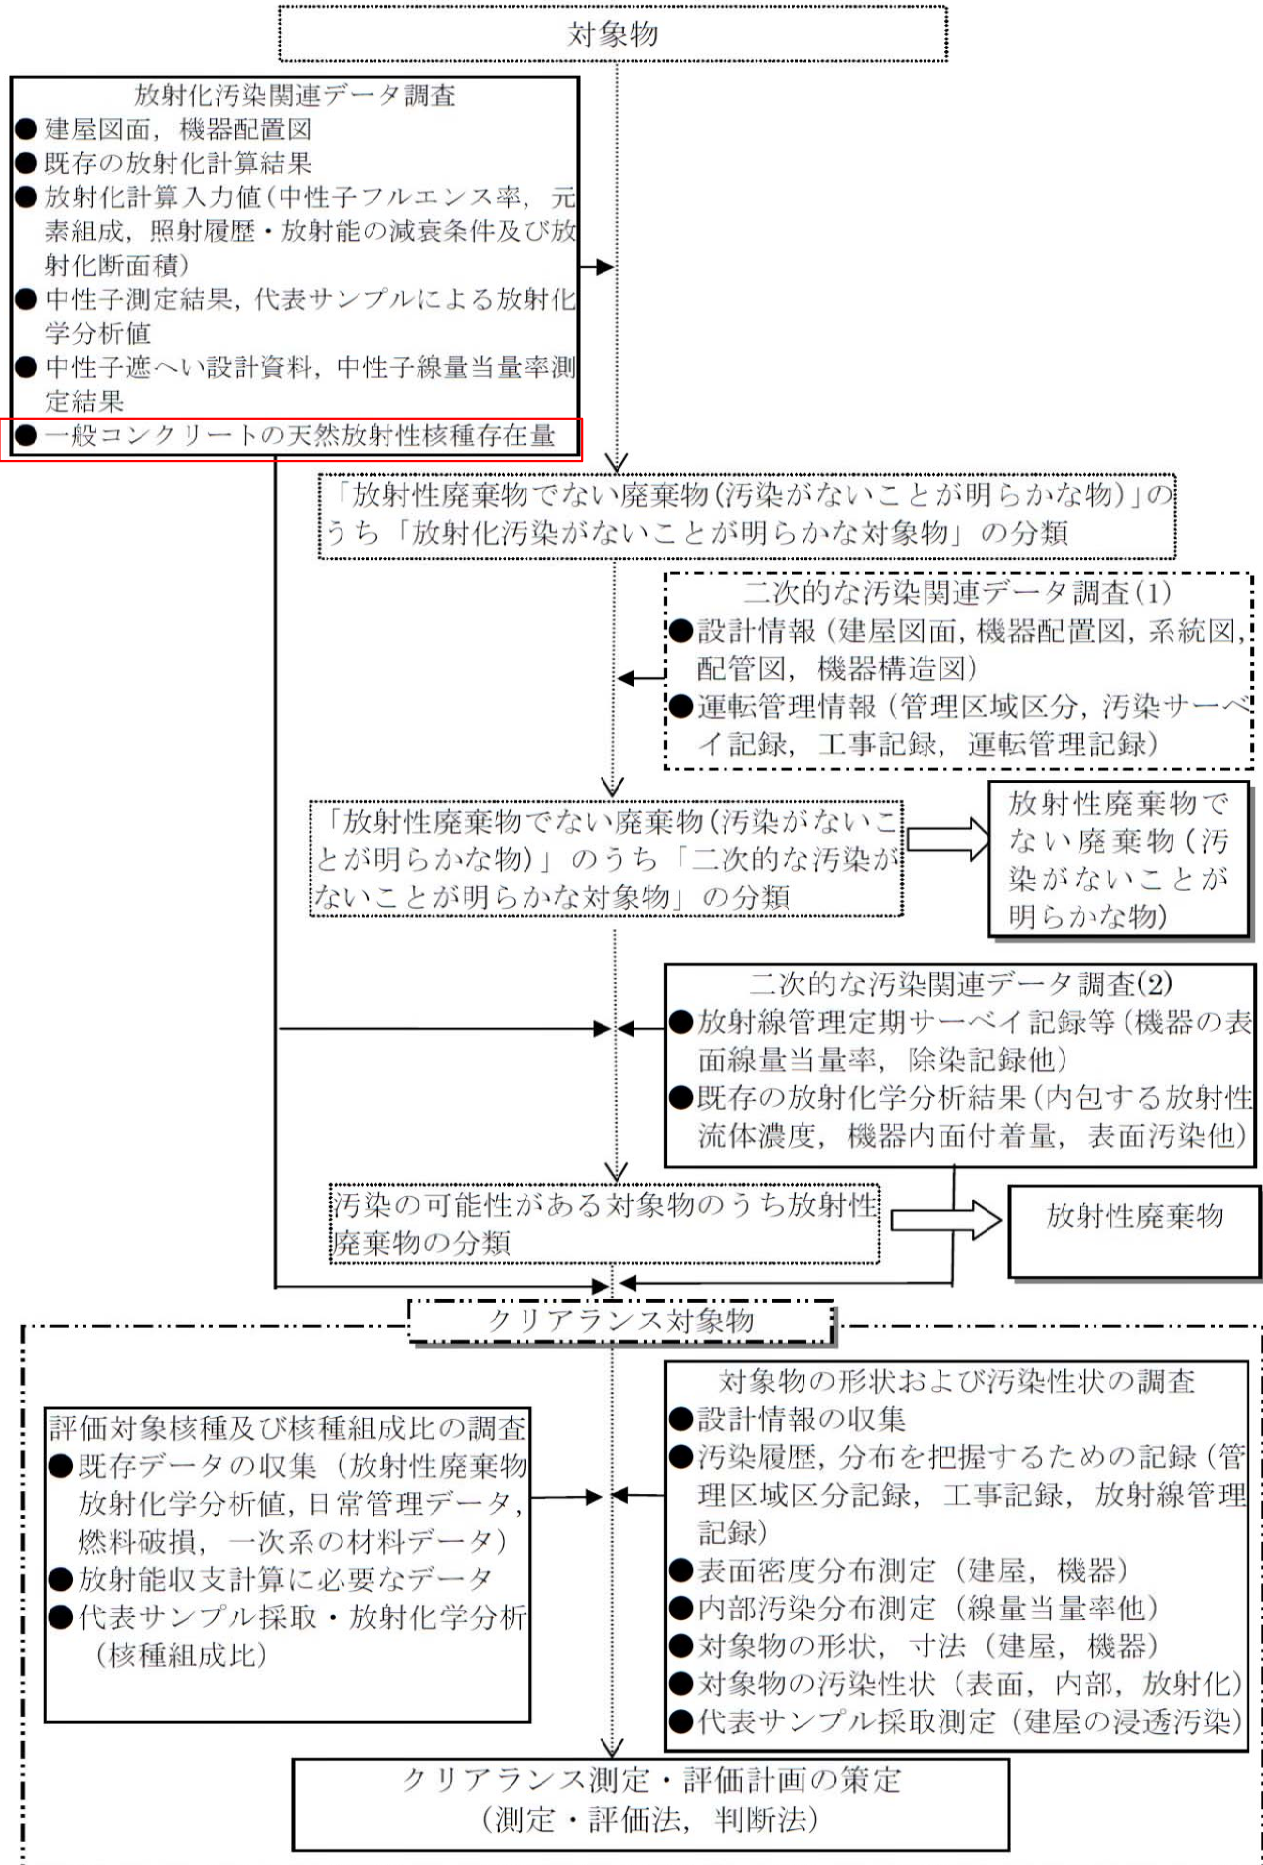 対象物
放射化汚染関連データ調査
●建屋図面，機器配置図
●既存の放射化計算結果
●放射化計算入力値(中性子フルエンス率，元
素組成，照射履歴・放射能の減衰条件及び放
射化断面積)
●中性子測定結果，代表サンプルによる放射化
学分析値
●中性子遮へい設計資料，中性子線量当量率測
定結果
●一般コンクリートの天然放射性核種存在量
「放射性廃棄物でない廃棄物(汚染がないことが明らかな物)」の
うち「放射化汚染がないことが明らかな対象物」の分類
二次的な汚染関連データ調査(1)
●設計情報(建屋図面，機器配置図，系統図，
配管図，機器構造図)
●運転管理情報(管理区域区分，汚染サーベ
イ記録，工事記録，運転管理記録)
「放射性廃棄物でない廃棄物(汚染がないこ
とが明らかな物)」のうち「二次的な汚染が
ないことが明らかな対象物」の分類
放射性廃棄物で
ない廃棄物(汚
染がないことが
明らかな物)
二次的な汚染関連データ調査(2)
●放射線管理定期サーベイ記録等(機器の表
面線量当量率，除染記録他)
●既存の放射化学分析結果(内包する放射性
流体濃度，機器内面付着量，表面汚染他)
汚染の可能性がある対象物のうち放射性
廃棄物の分類
放射性廃棄物
クリアランス対象物
評価対象核種及び核種組成比の調査
●既存データの収集（放射性廃棄物
放射化学分析値，日常管理データ，
燃料破損，一次系の材料データ）
●放射能収支計算に必要なデータ
●代表サンプル採取・放射化学分析
（核種組成比）
対象物の形状および汚染性状の調査
●設計情報の収集
●汚染履歴，分布を把握するための記録（管
理区域区分記録，工事記録，放射線管理
記録）
●表面密度分布測定（建屋，機器）
●内部汚染分布測定（線量当量率他）
●対象物の形状，寸法（建屋，機器）
●対象物の汚染性状（表面，内部，放射化）
●代表サンプル採取測定（建屋の浸透汚染）
クリアランス測定・評価計画の策定
（測定・評価法，判断法）